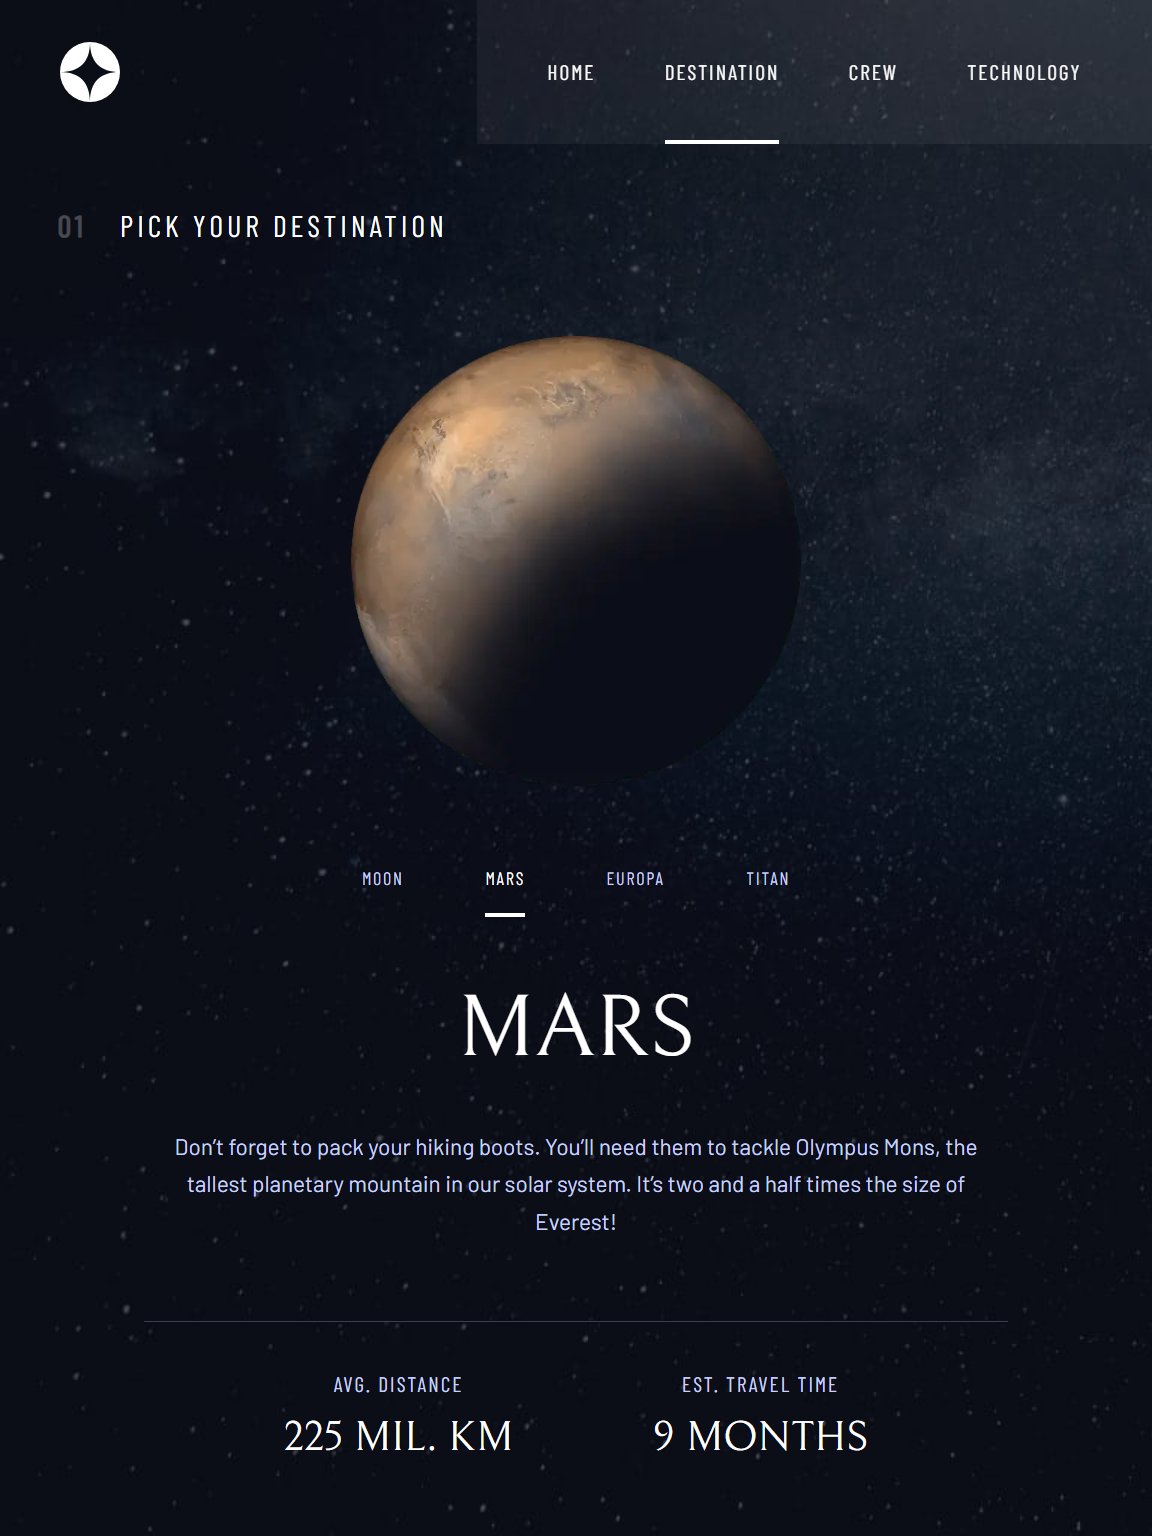 HOME DESTINATION CREW TECHNOLOGY
01 PICK YOUR DESTINATION
MOON MARS EUROPA TITAN
MARS
Don’t forget to pack your hiking boots. You’ll need them to tackle Olympus Mons, the
tallest planetary mountain in our solar system. It’s two and a half times the size of
Everest!
AVG. DISTANCE EST. TRAVEL TIME
225 MIL. KM 9 MONTHS